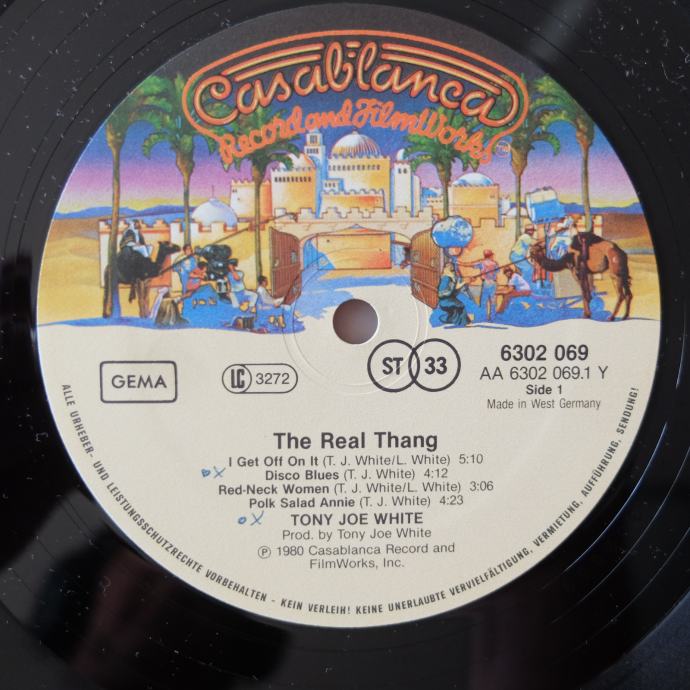 Casablanca
Record and FilmWorks™
GEMA
LC 3272
ST 33
6302 069
AA 6302 069.1 Y
Side 1
Made in West Germany
The Real Thang
I Get Off On It (T. J. White/L. White) 5:10
Disco Blues (T. J. White) 4:12
Red-Neck Women (T. J. White/L. White) 3:06
Polk Salad Annie (T. J. White) 4:23
TONY JOE WHITE
Prod. by Tony Joe White
℗ 1980 Casablanca Record and
FilmWorks, Inc.
ALLE URHEBER- UND LEISTUNGSSCHUTZRECHTE VORBEHALTEN - KEIN VERLEIH! KEINE UNERLAUBTE VERVIELFÄLTIGUNG, VERMIETUNG, AUFFÜHRUNG, SENDUNG!